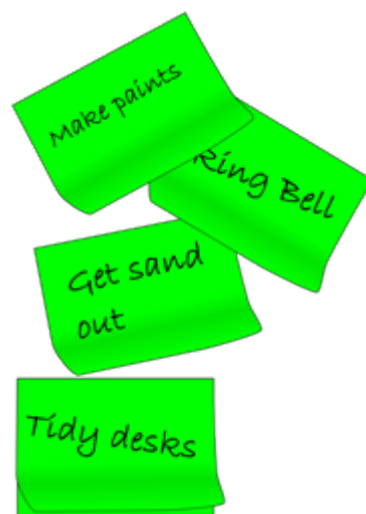 Make paints
Ring Bell
Get sand
out
Tidy desks